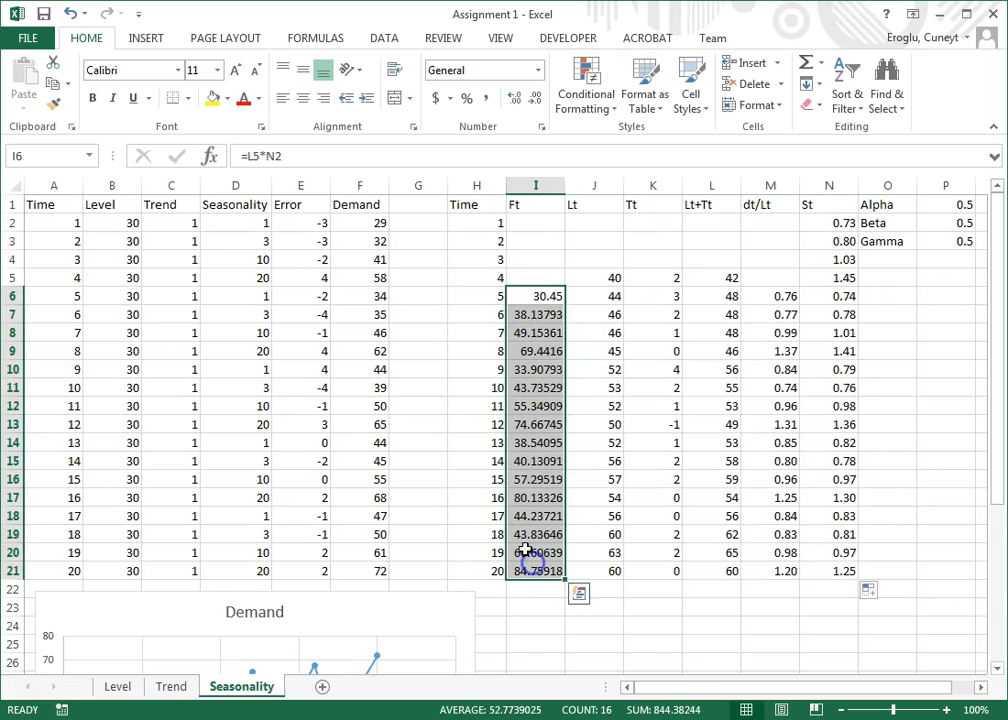 Assignment 1 - Excel
FILE HOME INSERT PAGE LAYOUT FORMULAS DATA REVIEW VIEW DEVELOPER ACROBAT Team Eroglu, Cuneyt
Paste Calibri 11 General Conditional Formatting Format as Table Cell Styles Insert Delete Format Sort & Filter Find & Select
Clipboard Font Alignment Number Styles Cells Editing
I6 =L5*N2
A B C D E F G H I J K L M N O P
1 Time Level Trend Seasonality Error Demand Time Ft Lt Tt Lt+Tt dt/Lt St Alpha 0.5
2 1 30 1 1 -3 29 1 0.73 Beta 0.5
3 2 30 1 3 -3 32 2 0.80 Gamma 0.5
4 3 30 1 10 -2 41 3 1.03
5 4 30 1 20 4 58 4 40 2 42 1.45
6 5 30 1 1 -2 34 5 30.45 44 3 48 0.76 0.74
7 6 30 1 3 -4 35 6 38.13793 46 2 48 0.77 0.78
8 7 30 1 10 -1 46 7 49.15361 46 1 48 0.99 1.01
9 8 30 1 20 4 62 8 69.4416 45 0 46 1.37 1.41
10 9 30 1 1 4 44 9 33.90793 52 4 56 0.84 0.79
11 10 30 1 3 -4 39 10 43.73529 53 2 55 0.74 0.76
12 11 30 1 10 -1 50 11 55.34909 52 1 53 0.96 0.98
13 12 30 1 20 3 65 12 74.66745 50 -1 49 1.31 1.36
14 13 30 1 1 0 44 13 38.54095 52 1 53 0.85 0.82
15 14 30 1 3 -2 45 14 40.13091 56 2 58 0.80 0.78
16 15 30 1 10 0 55 15 57.29519 57 2 59 0.96 0.97
17 16 30 1 20 2 68 16 80.13326 54 0 54 1.25 1.30
18 17 30 1 1 -1 47 17 44.23721 56 0 56 0.84 0.83
19 18 30 1 3 -1 50 18 43.83646 60 2 62 0.83 0.81
20 19 30 1 10 2 61 19 63 2 65 0.98 0.97
21 20 30 1 20 2 72 20 84.75918 60 0 60 1.20 1.25
22
23 Demand
24
25 80
26 70
Level Trend Seasonality
READY AVERAGE: 52.7739025 COUNT: 16 SUM: 844.38244 100%